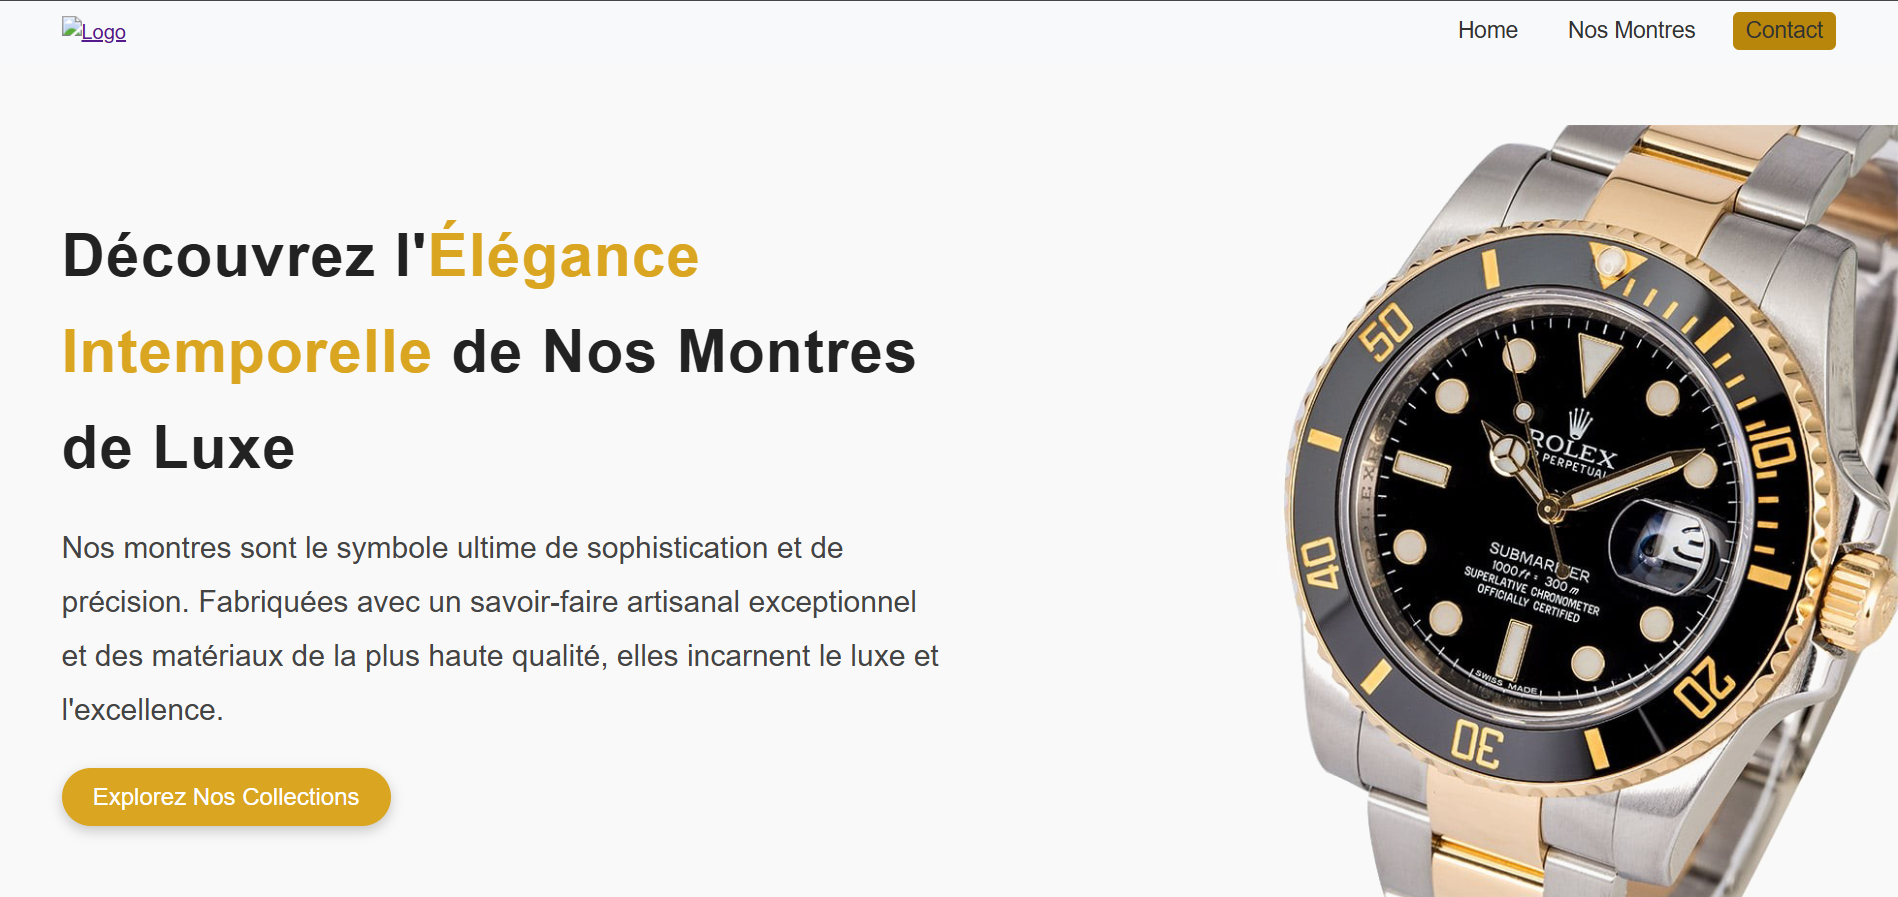 Logo
Home
Nos Montres
Contact
Découvrez l'Élégance
Intemporelle de Nos Montres
de Luxe
Nos montres sont le symbole ultime de sophistication et de
précision. Fabriquées avec un savoir-faire artisanal exceptionnel
et des matériaux de la plus haute qualité, elles incarnent le luxe et
l'excellence.
Explorez Nos Collections
50
10
40
20
30
ROLEX
PERPETUAL
SUBMARINER
1000 ft = 300 m
SUPERLATIVE CHRONOMETER
OFFICIALLY CERTIFIED
SWISS MADE